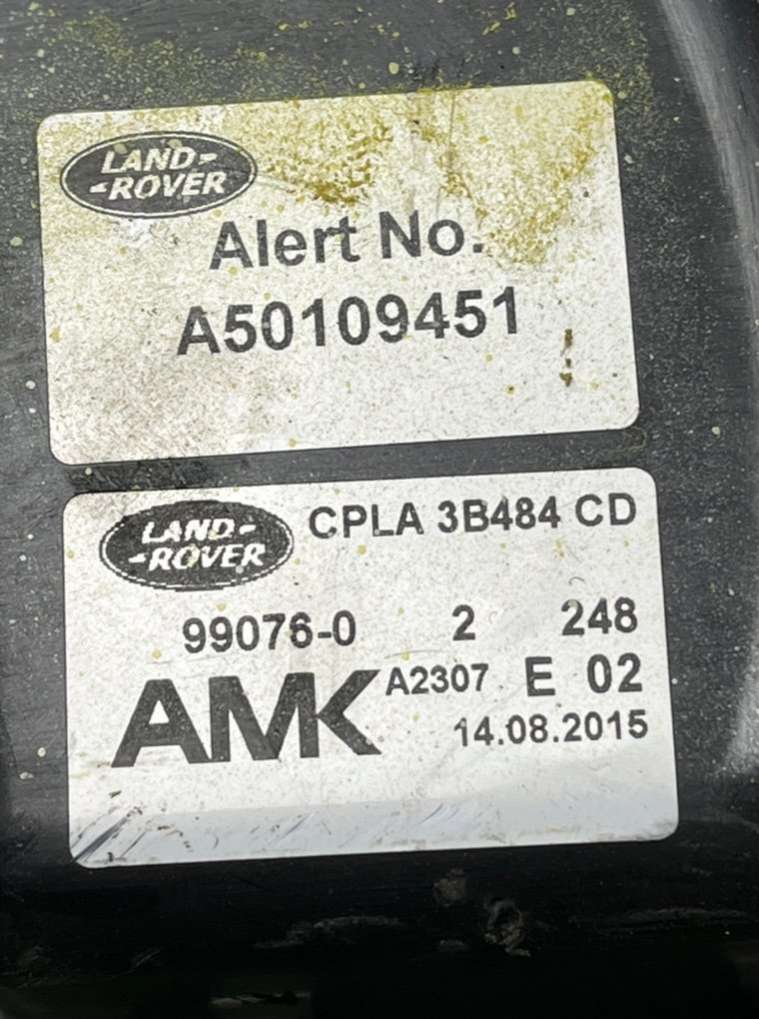 LAND-
-ROVER
Alert No.
A50109451
LAND-
-ROVER
CPLA 3B484 CD
99076-0 2 248
AMK A2307 E 02
14.08.2015